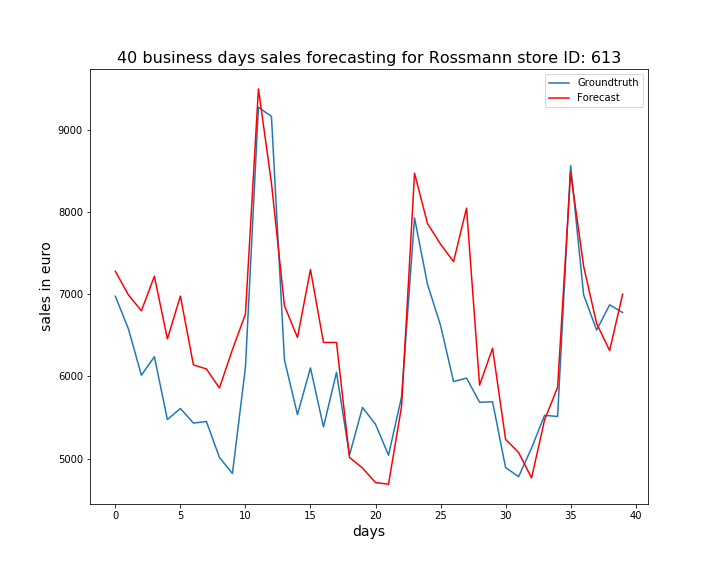 40 business days sales forecasting for Rossmann store ID: 613
Groundtruth
Forecast
sales in euro
9000
8000
7000
6000
5000
0 5 10 15 20 25 30 35 40
days